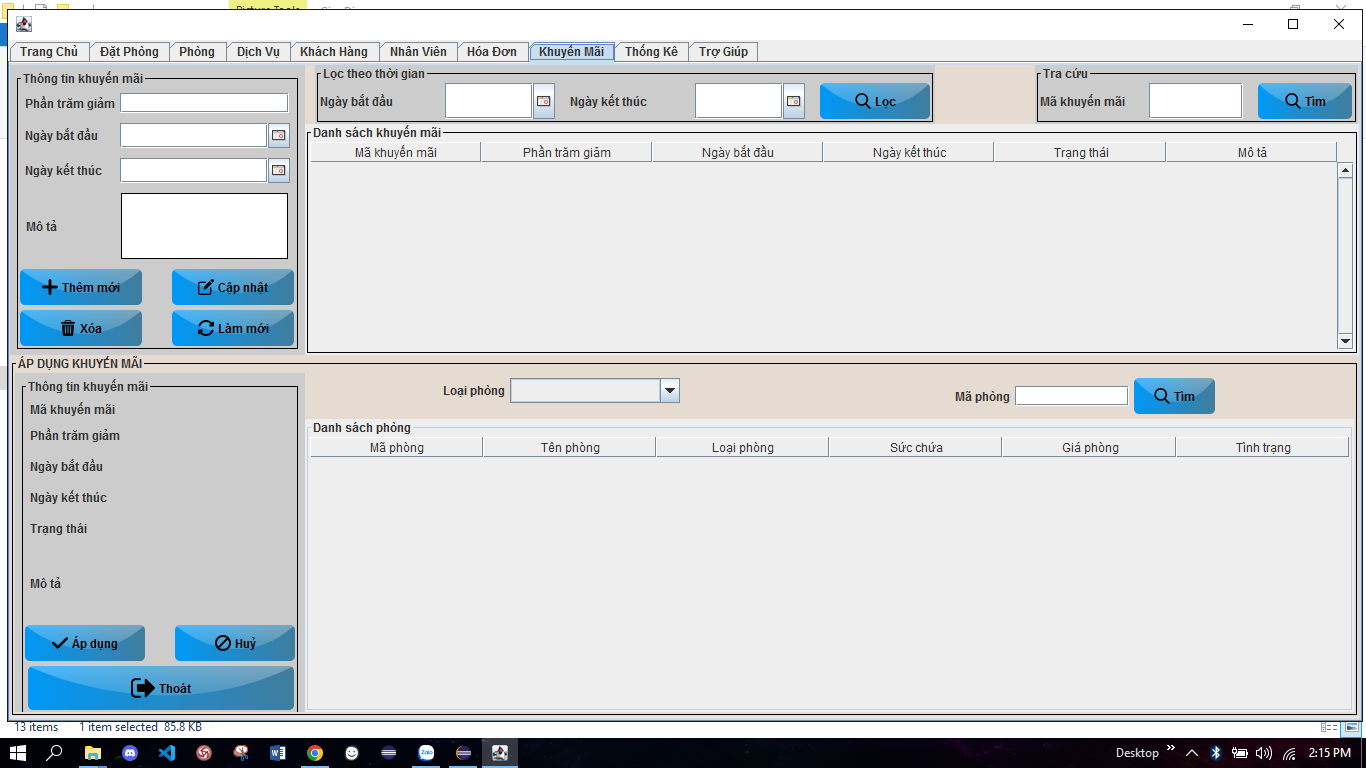 Trang Chủ Đặt Phòng Phòng Dịch Vụ Khách Hàng Nhân Viên Hóa Đơn Khuyến Mãi Thống Kê Trợ Giúp
Thông tin khuyến mãi
Phần trăm giảm
Ngày bắt đầu
Ngày kết thúc
Mô tả
Thêm mới Cập nhật
Xóa Làm mới
Lọc theo thời gian
Ngày bắt đầu Ngày kết thúc Lọc
Tra cứu
Mã khuyến mãi Tìm
Danh sách khuyến mãi
Mã khuyến mãi Phần trăm giảm Ngày bắt đầu Ngày kết thúc Trạng thái Mô tả
ÁP DỤNG KHUYẾN MÃI
Thông tin khuyến mãi
Mã khuyến mãi
Phần trăm giảm
Ngày bắt đầu
Ngày kết thúc
Trạng thái
Mô tả
Áp dụng Huỷ
Thoát
Loại phòng Mã phòng Tìm
Danh sách phòng
Mã phòng Tên phòng Loại phòng Sức chứa Giá phòng Tình trạng
13 items 1 item selected 85.8 KB
Zalo
Desktop 2:15 PM